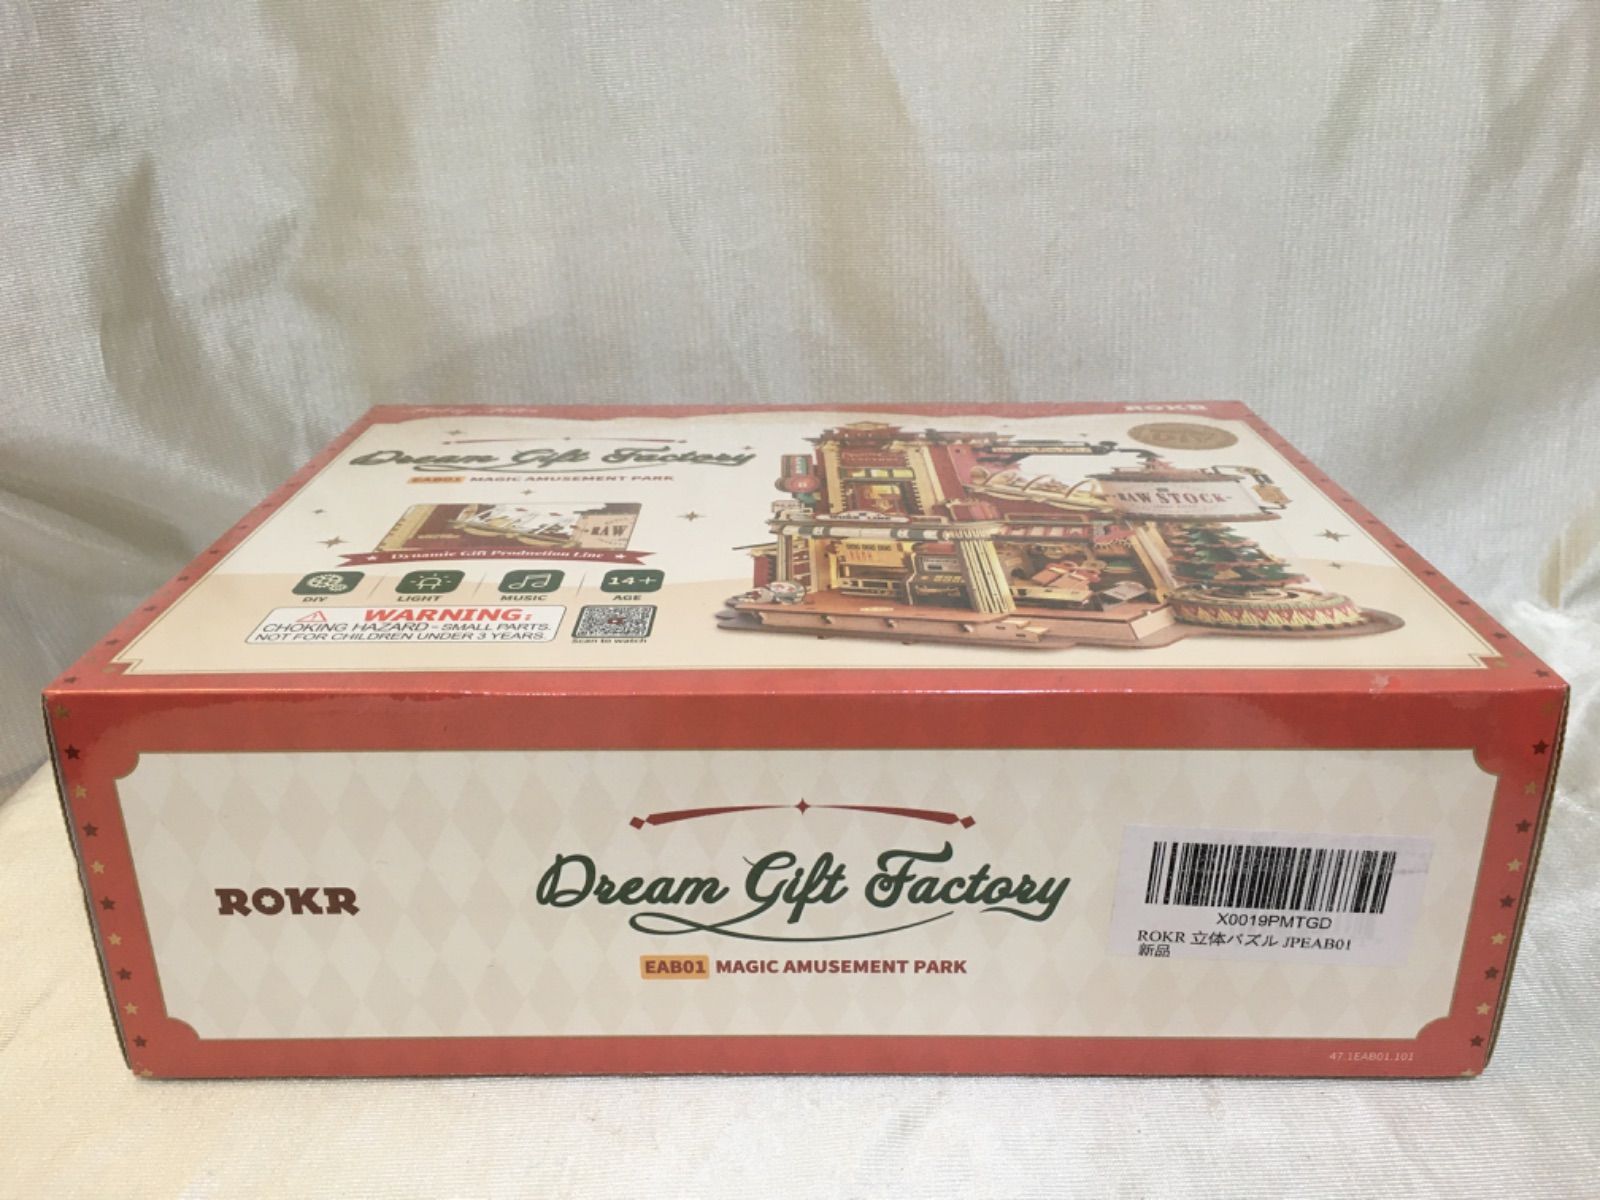 ROKR
Dream Gift Factory
EAB01 MAGIC AMUSEMENT PARK
RAW STOCK
RAW
Dynamic Gift Production Line
DIY
LIGHT
MUSIC
14+
AGE
WARNING:
CHOKING HAZARD - SMALL PARTS.
NOT FOR CHILDREN UNDER 3 YEARS.
Scan to watch
ROKR
Dream Gift Factory
EAB01 MAGIC AMUSEMENT PARK
X0019PMTGD
ROKR 立体パズル JPEAB01
新品
47.1EAB01.101